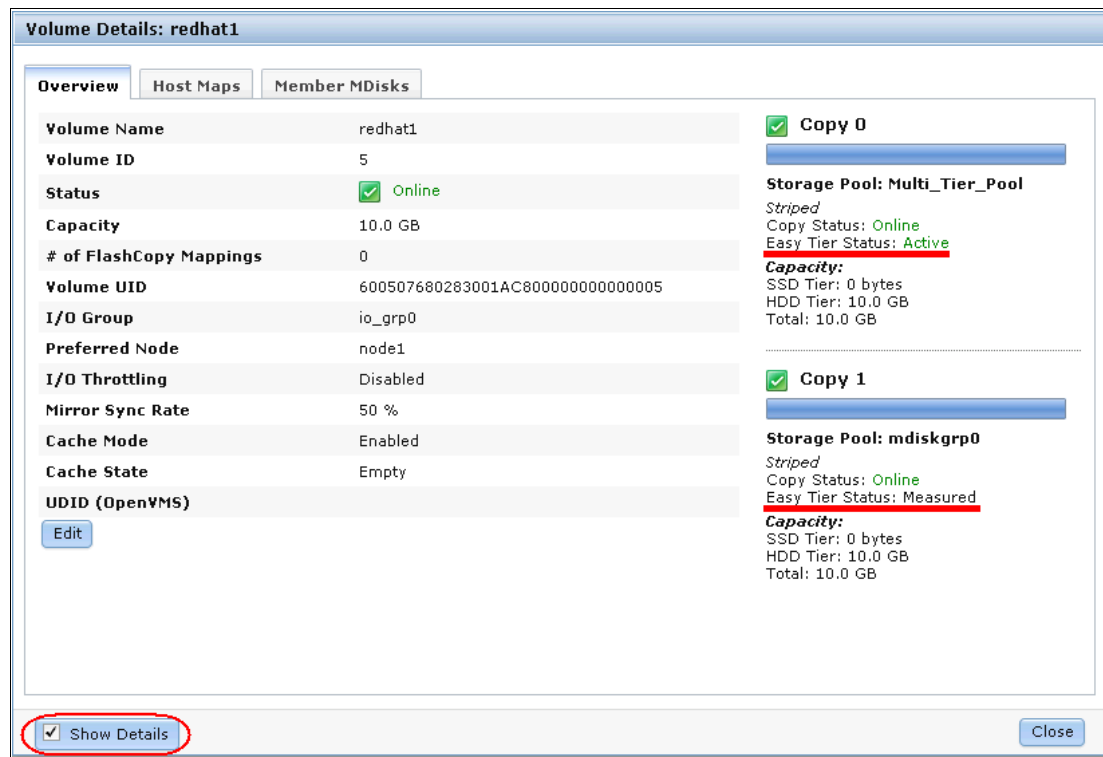 Volume Details: redhat1
Overview
Host Maps
Member MDisks
Volume Name redhat1
Volume ID 5
Status Online
Capacity 10.0 GB
# of FlashCopy Mappings 0
Volume UID 600507680283001AC800000000000005
I/O Group io_grp0
Preferred Node node1
I/O Throttling Disabled
Mirror Sync Rate 50 %
Cache Mode Enabled
Cache State Empty
UDID (OpenVMS)
Edit
Copy 0
Storage Pool: Multi_Tier_Pool
Striped
Copy Status: Online
Easy Tier Status: Active
Capacity:
SSD Tier: 0 bytes
HDD Tier: 10.0 GB
Total: 10.0 GB
Copy 1
Storage Pool: mdiskgrp0
Striped
Copy Status: Online
Easy Tier Status: Measured
Capacity:
SSD Tier: 0 bytes
HDD Tier: 10.0 GB
Total: 10.0 GB
Show Details
Close